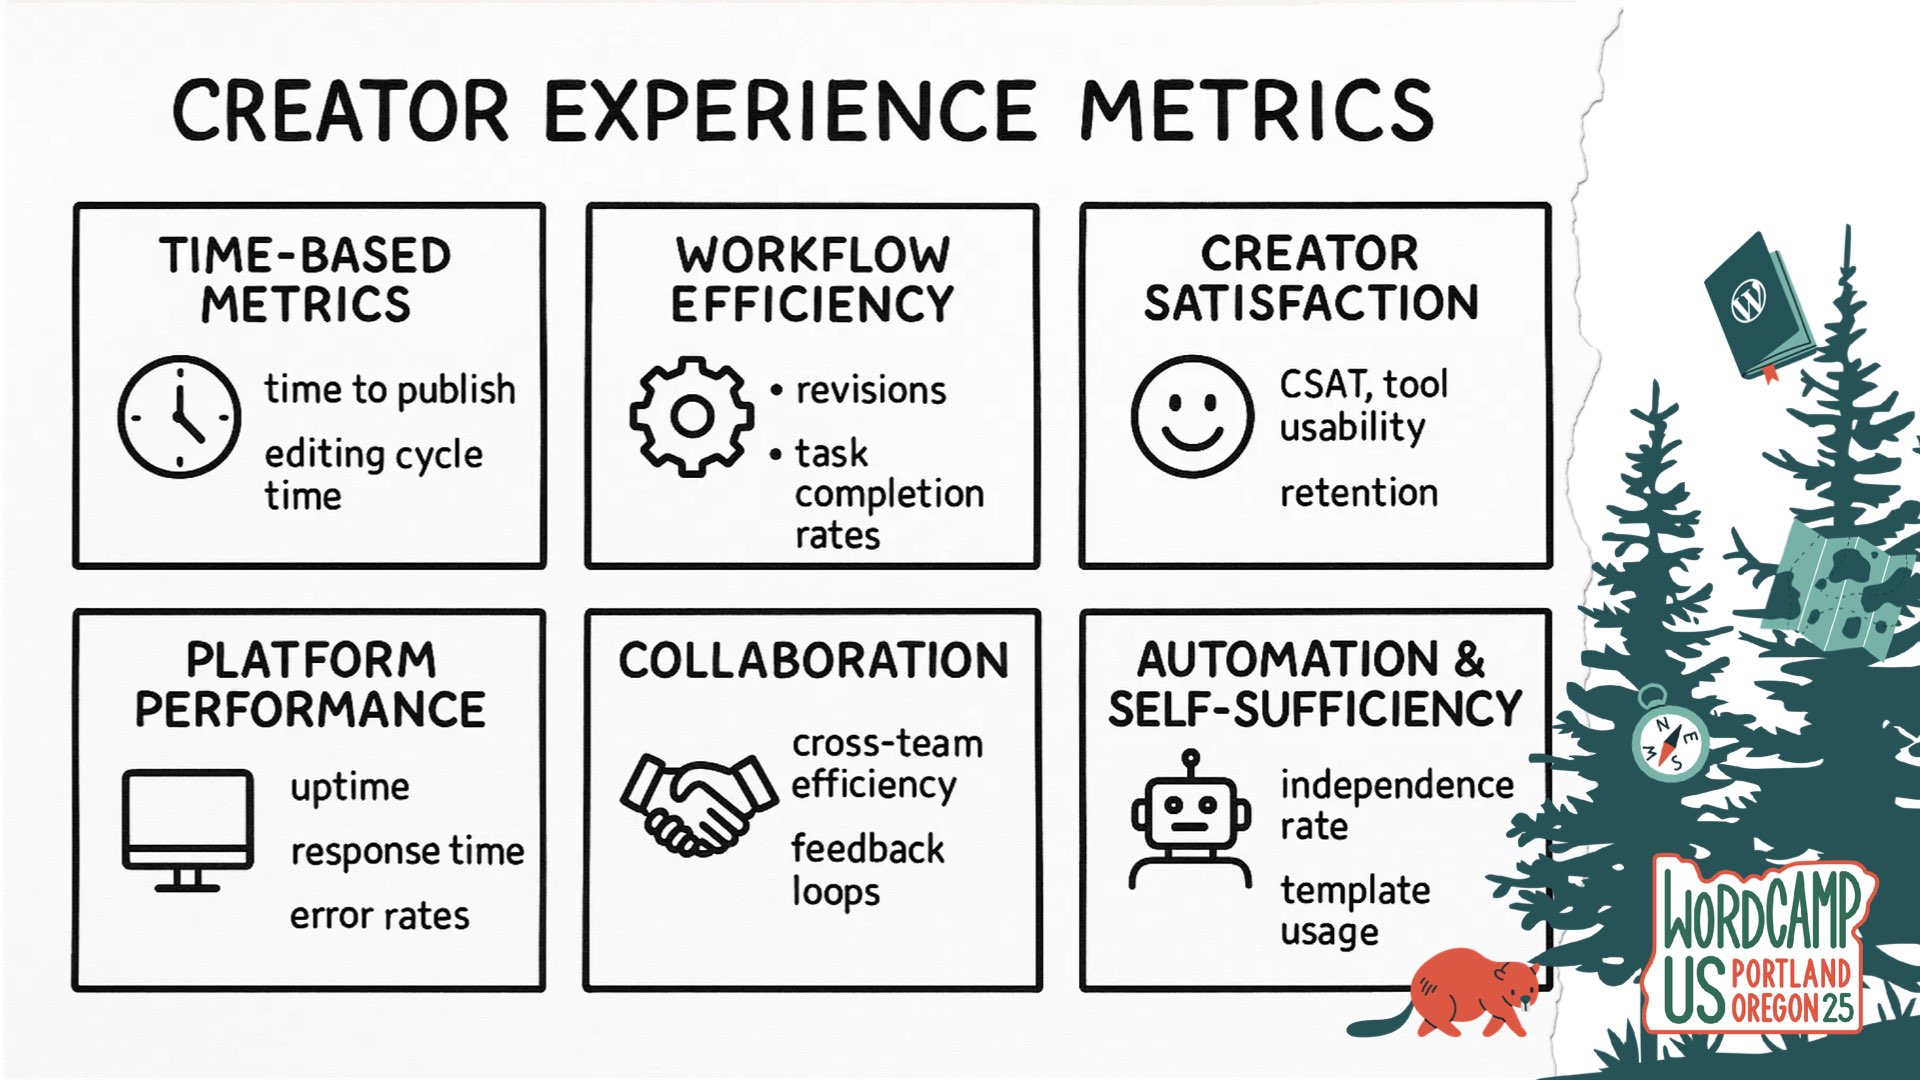 CREATOR EXPERIENCE METRICS
TIME-BASED
METRICS
time to publish
editing cycle
time
WORKFLOW
EFFICIENCY
• revisions
• task
completion
rates
CREATOR
SATISFACTION
CSAT, tool
usability
retention
PLATFORM
PERFORMANCE
uptime
response time
error rates
COLLABORATION
cross-team
efficiency
feedback
loops
AUTOMATION &
SELF-SUFFICIENCY
independence
rate
template
usage
W
N
E
S
W
WORDCAMP
US PORTLAND
OREGON 25